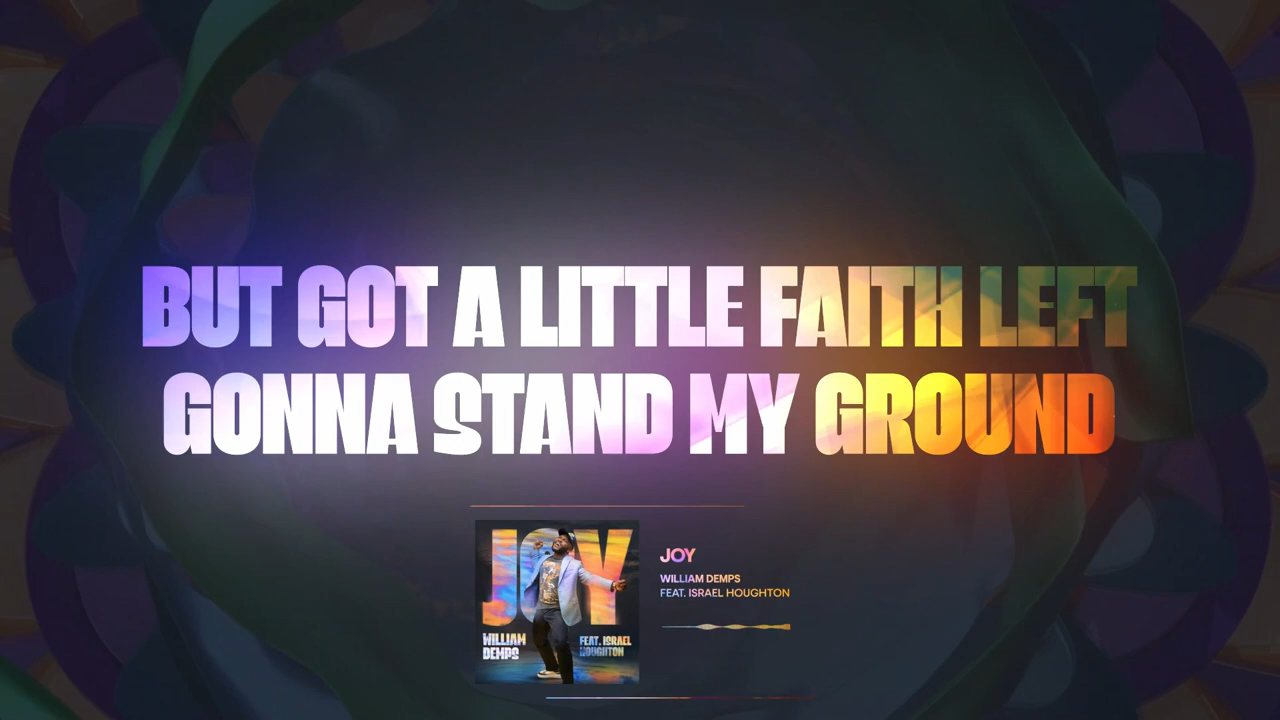 BUT GOT A LITTLE FAITH LEFT
GONNA STAND MY GROUND
JOY
WILLIAM
DEMPS
FEAT. ISRAEL
HOUGHTON
JOY
WILLIAM DEMPS
FEAT. ISRAEL HOUGHTON